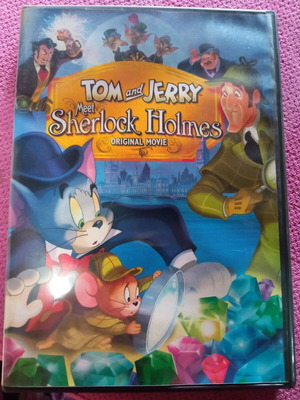 TOM and JERRY
Meet
Sherlock Holmes
ORIGINAL MOVIE